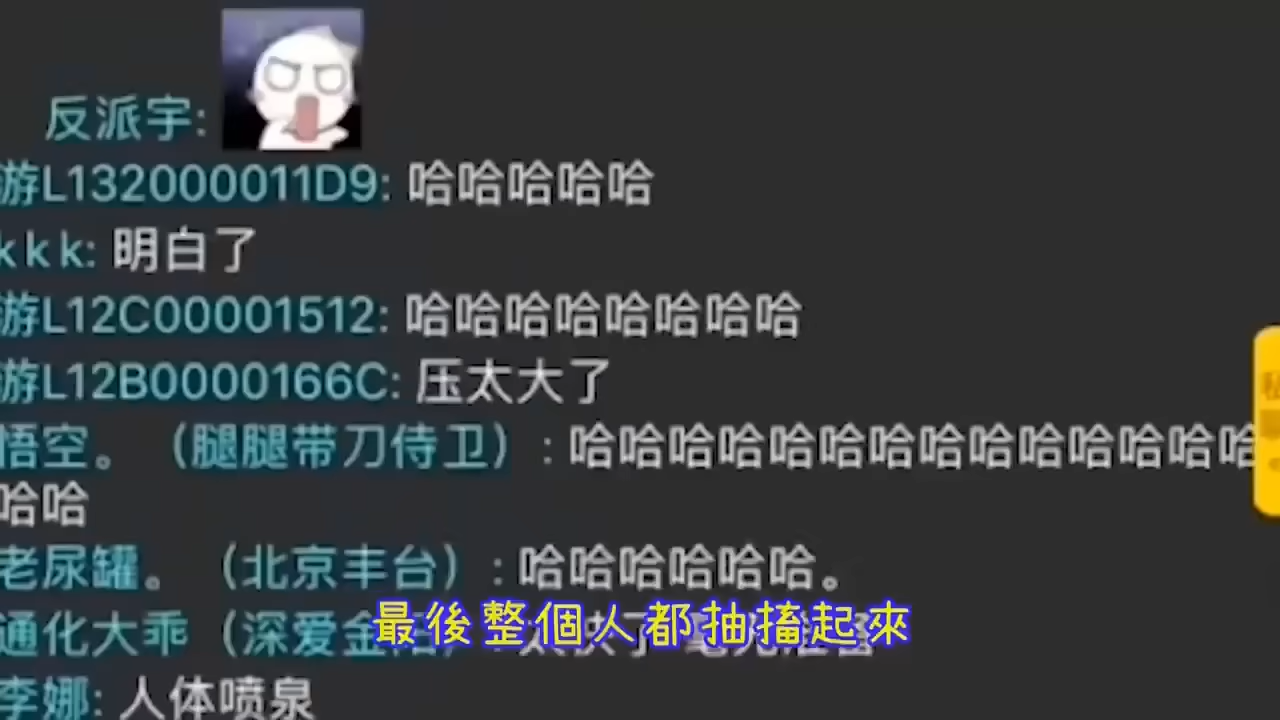 反派宇:
游L132000011D9: 哈哈哈哈哈
kkk: 明白了
游L12C00001512: 哈哈哈哈哈哈哈哈
游L12B0000166C: 压太大了
悟空。（腿腿带刀侍卫）: 哈哈哈哈哈哈哈哈哈哈哈哈哈哈
哈哈
老尿罐。（北京丰台）: 哈哈哈哈哈哈。
通化大乖（深爱金
最後整個人都抽搐起來
李娜: 人体喷泉